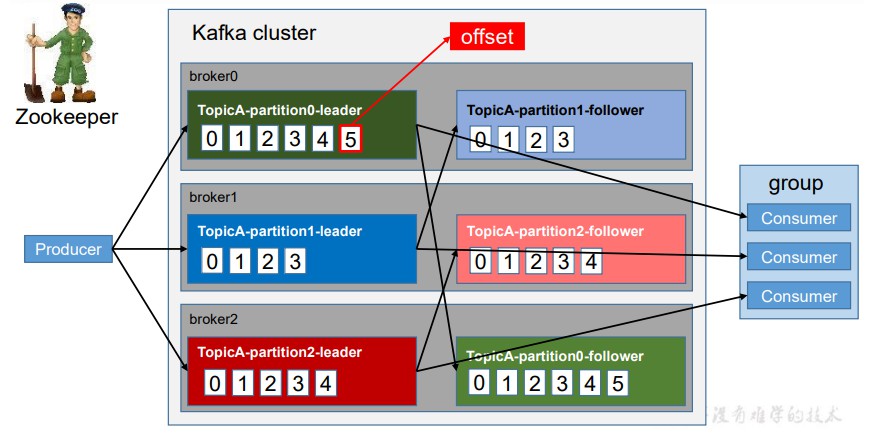 Kafka cluster
offset
Zookeeper
broker0
TopicA-partition0-leader
0 1 2 3 4 5
TopicA-partition1-follower
0 1 2 3
broker1
TopicA-partition1-leader
0 1 2 3
TopicA-partition2-follower
0 1 2 3 4
broker2
TopicA-partition2-leader
0 1 2 3 4
TopicA-partition0-follower
0 1 2 3 4 5
Producer
group
Consumer
Consumer
Consumer
没有难学的技术